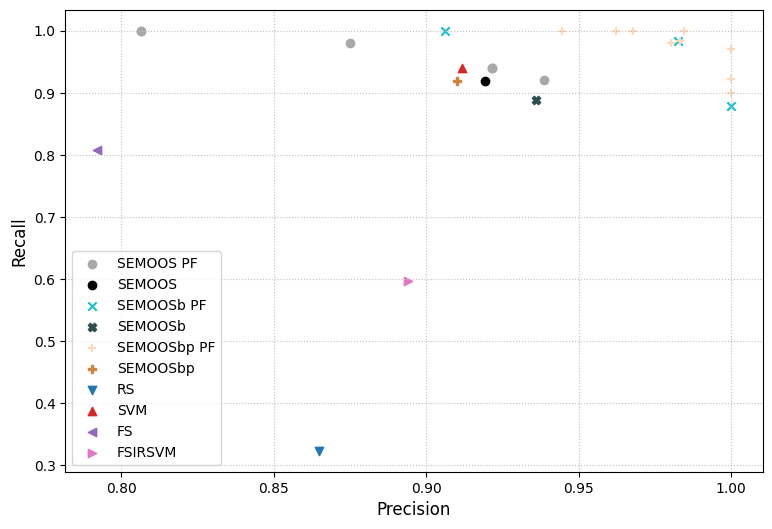 1.0
0.9
0.8
0.7
0.6
0.5
0.4
0.3
Recall
SEMOOS PF
SEMOOS
SEMOOSb PF
SEMOOSb
SEMOOSbp PF
SEMOOSbp
RS
SVM
FS
FSIRSVM
0.80 0.85 0.90 0.95 1.00
Precision